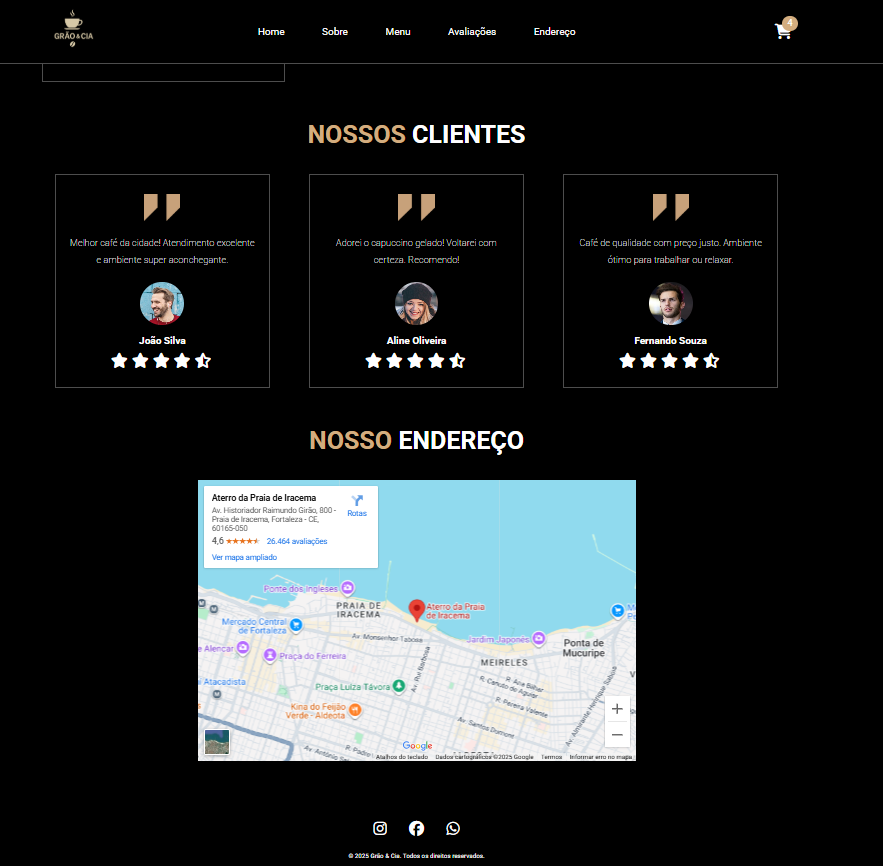 GRÃO & CIA
Home
Sobre
Menu
Avaliações
Endereço
4
NOSSOS CLIENTES
Melhor café da cidade! Atendimento excelente
e ambiente super aconchegante.
João Silva
Adorei o capuccino gelado! Voltarei com
certeza. Recomendo!
Aline Oliveira
Café de qualidade com preço justo. Ambiente
ótimo para trabalhar ou relaxar.
Fernando Souza
NOSSO ENDEREÇO
Aterro da Praia de Iracema
Av. Historiador Raimundo Girão, 800 -
Praia de Iracema, Fortaleza - CE,
60165-050
Rotas
4,6
26.464 avaliações
Ver mapa ampliado
Ponte dos Ingleses
PRAIA DE
IRACEMA
Aterro da Praia
de Iracema
Mercado Central
de Fortaleza
Av. Monsenhor Tabosa
Jardim Japonês
Ponta de
Mucuripe
e Alencar
Praça do Ferreira
Av. Rui Barbosa
MEIRELES
R. Ana Bilhar
R. Canuto de Aguiar
R. Pereira Valente
Av. Almirante Henrique Saboia
ui Atacadista
Praça Luiza Távora
Kina do Feijão
Verde - Aldeota
Av. Santos Dumont
R. Padre
Av. Antônio S
Google
Atalhos do teclado
Dados cartográficos ©2025 Google
Termos
Informar erro no mapa
© 2025 Grão & Cia. Todos os direitos reservados.